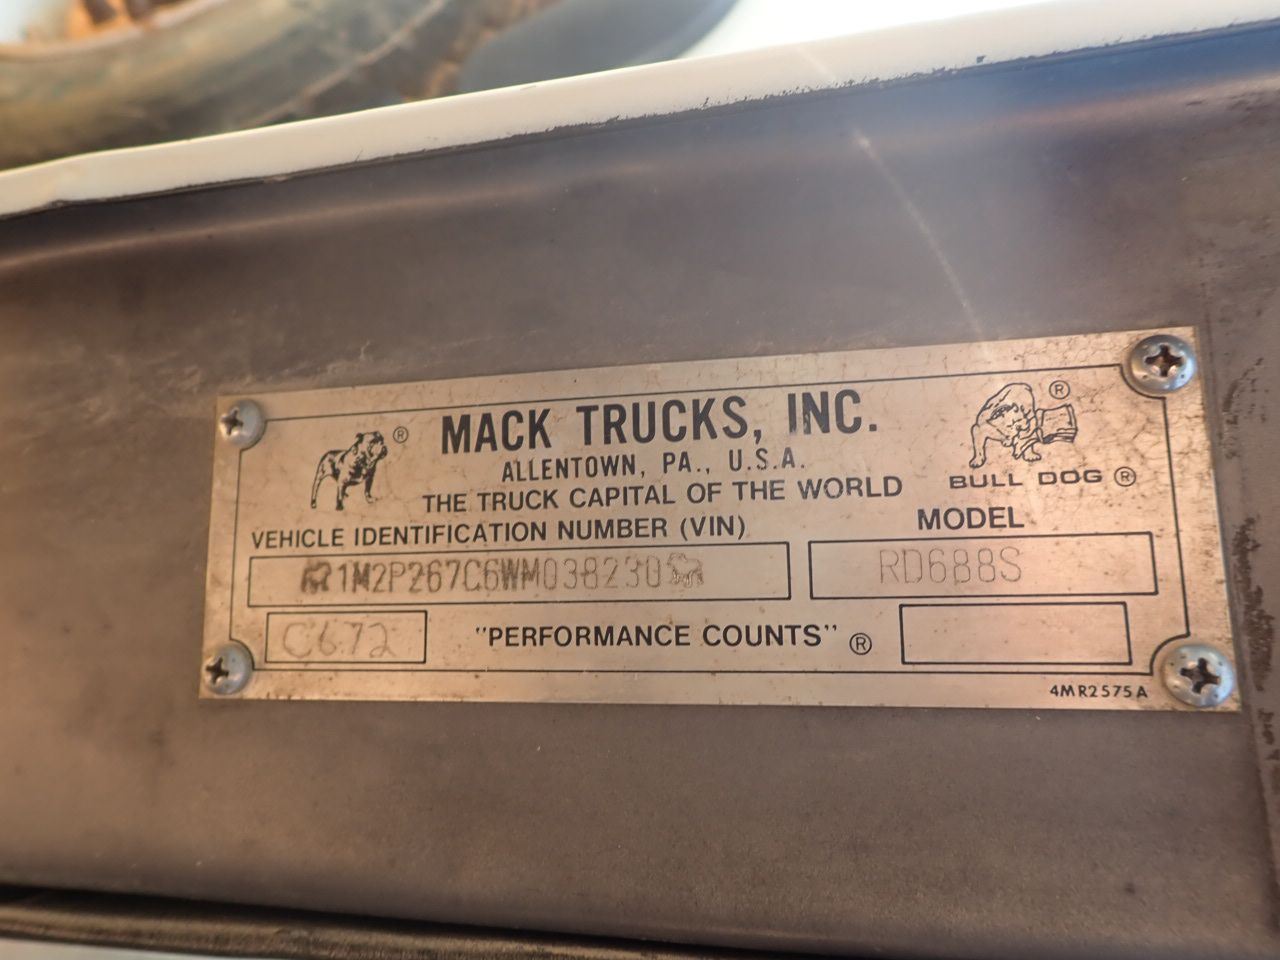 MACK TRUCKS, INC.
ALLENTOWN, PA., U.S.A.
THE TRUCK CAPITAL OF THE WORLD
®
®
BULL DOG ®
VEHICLE IDENTIFICATION NUMBER (VIN)
MODEL
1M2P267C6WM038230
RD688S
C672
"PERFORMANCE COUNTS" ®
4MR2575A